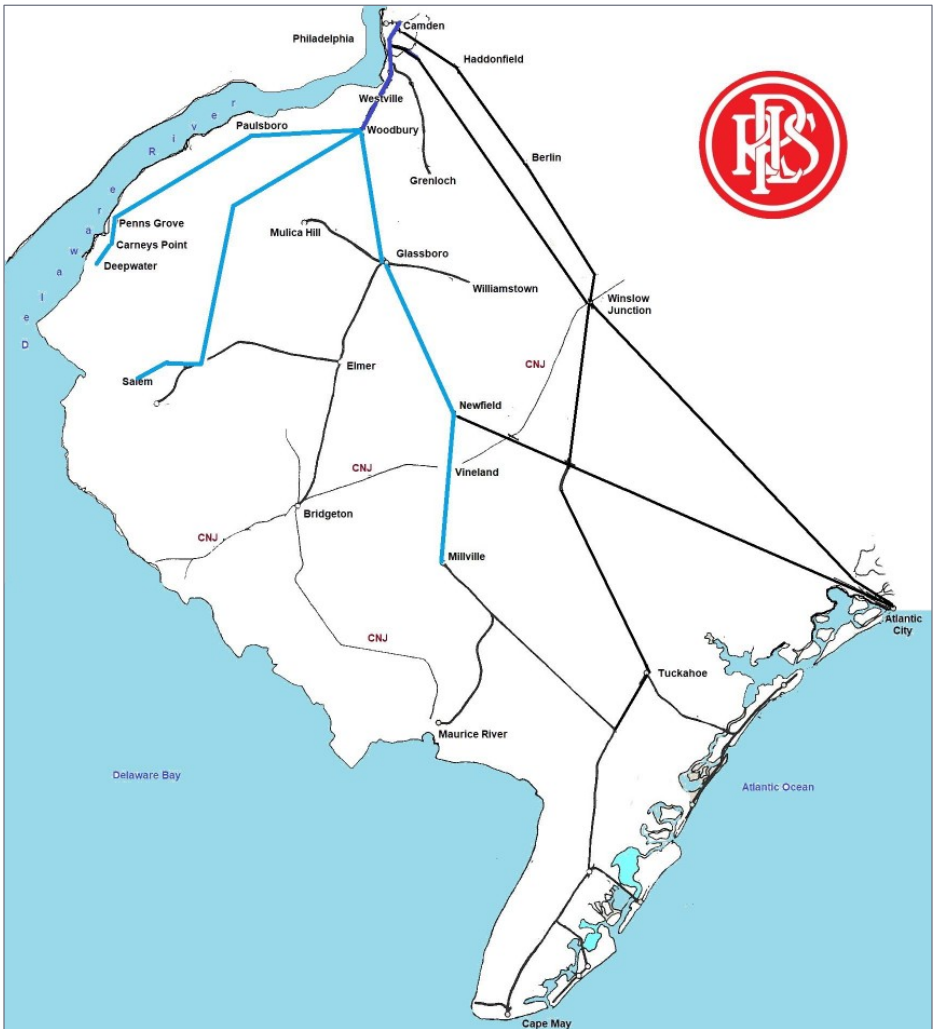 Camden
Philadelphia
Haddonfield
Westville
Paulsboro
Woodbury
Berlin
Grenloch
PRSL
Delaware River
Penns Grove
Mulica Hill
Carneys Point
Glassboro
Deepwater
Williamstown
Winslow
Junction
CNJ
Elmer
Salem
Newfield
CNJ
Vineland
Bridgeton
CNJ
Millville
Atlantic
City
CNJ
Tuckahoe
Maurice River
Delaware Bay
Atlantic Ocean
Cape May